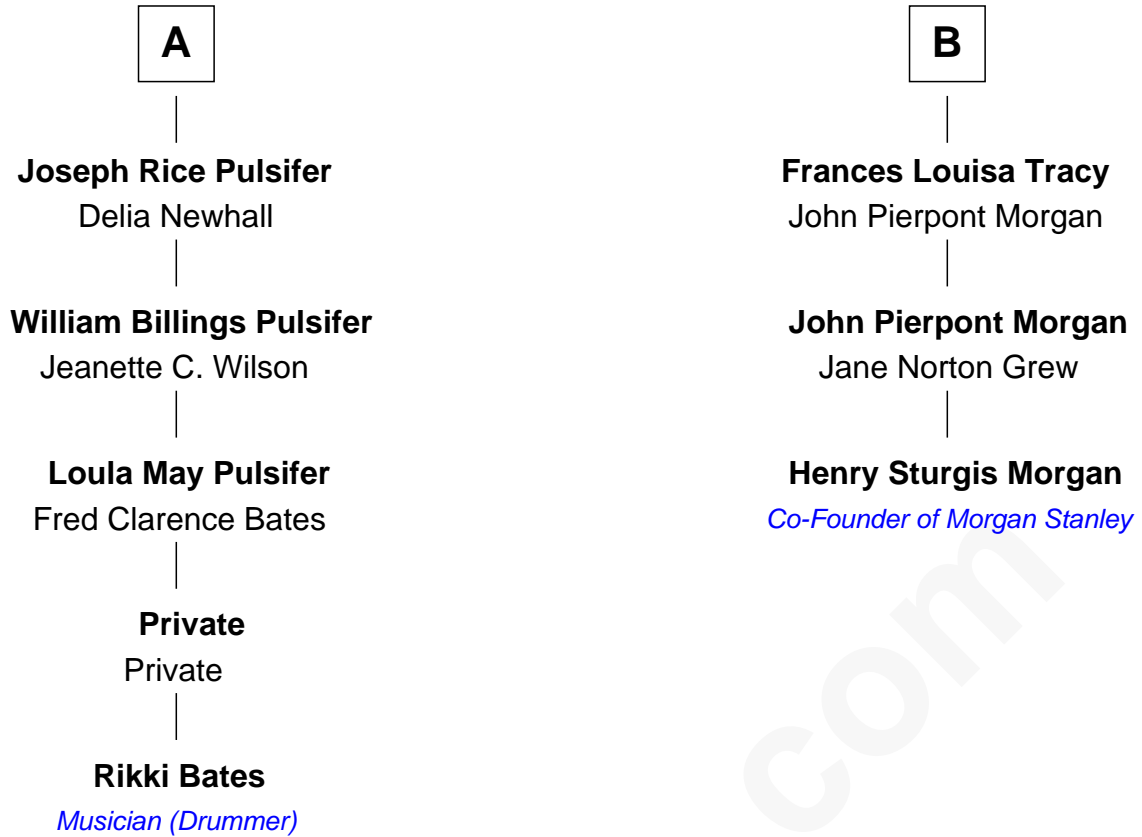 A
Joseph Rice Pulsifer
Delia Newhall
William Billings Pulsifer
Jeanette C. Wilson
Loula May Pulsifer
Fred Clarence Bates
Private
Private
Rikki Bates
Musician (Drummer)
B
Frances Louisa Tracy
John Pierpont Morgan
John Pierpont Morgan
Jane Norton Grew
Henry Sturgis Morgan
Co-Founder of Morgan Stanley
com